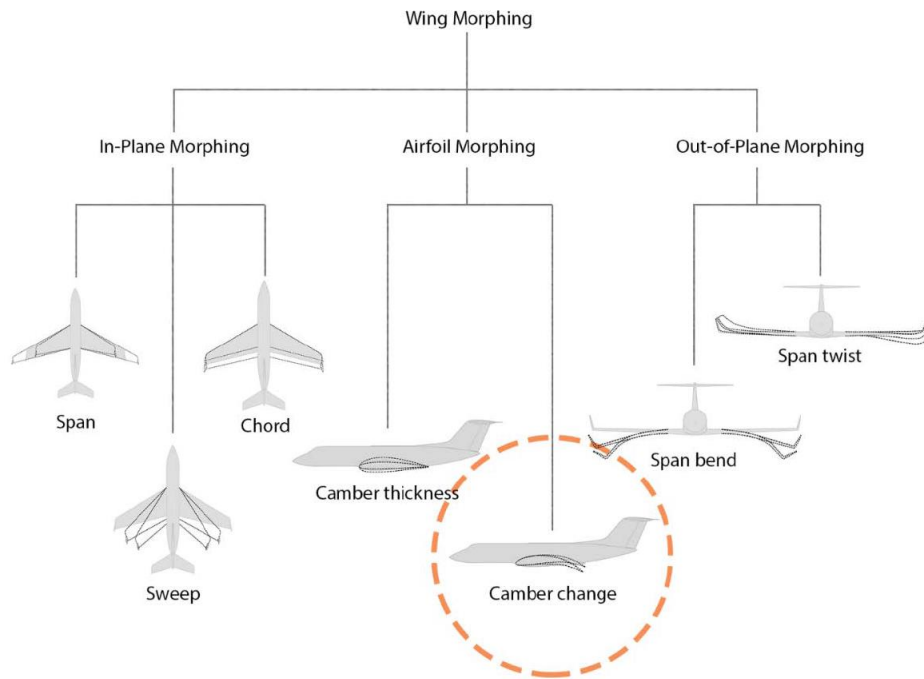 Wing Morphing
In-Plane Morphing
Airfoil Morphing
Out-of-Plane Morphing
Span
Chord
Sweep
Camber thickness
Camber change
Span bend
Span twist